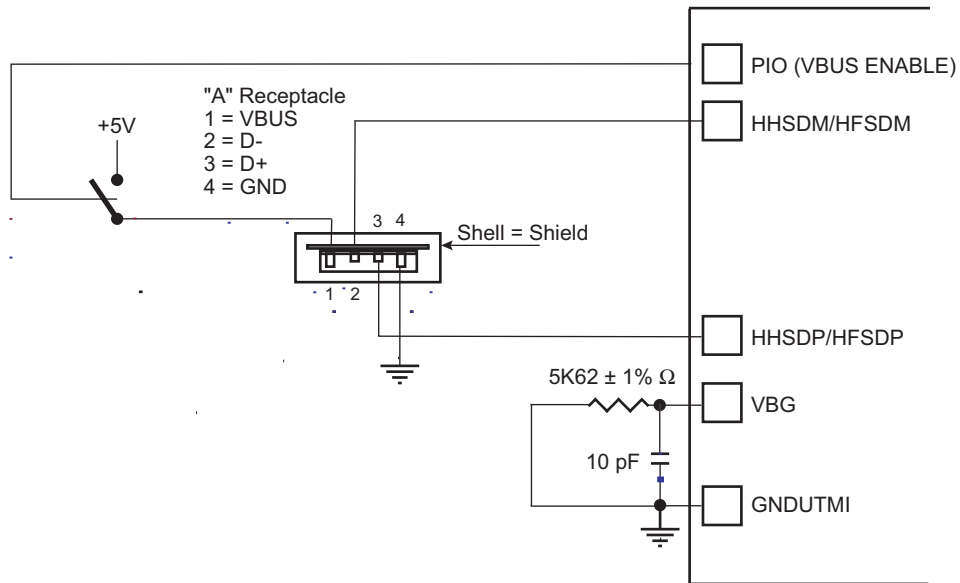 PIO (VBUS ENABLE)
"A" Receptacle
1 = VBUS
2 = D-
3 = D+
4 = GND
+5V
HHSDM/HFSDM
3 4
Shell = Shield
1 2
HHSDP/HFSDP
5K62 ± 1% Ω
VBG
10 pF
GNDUTMI